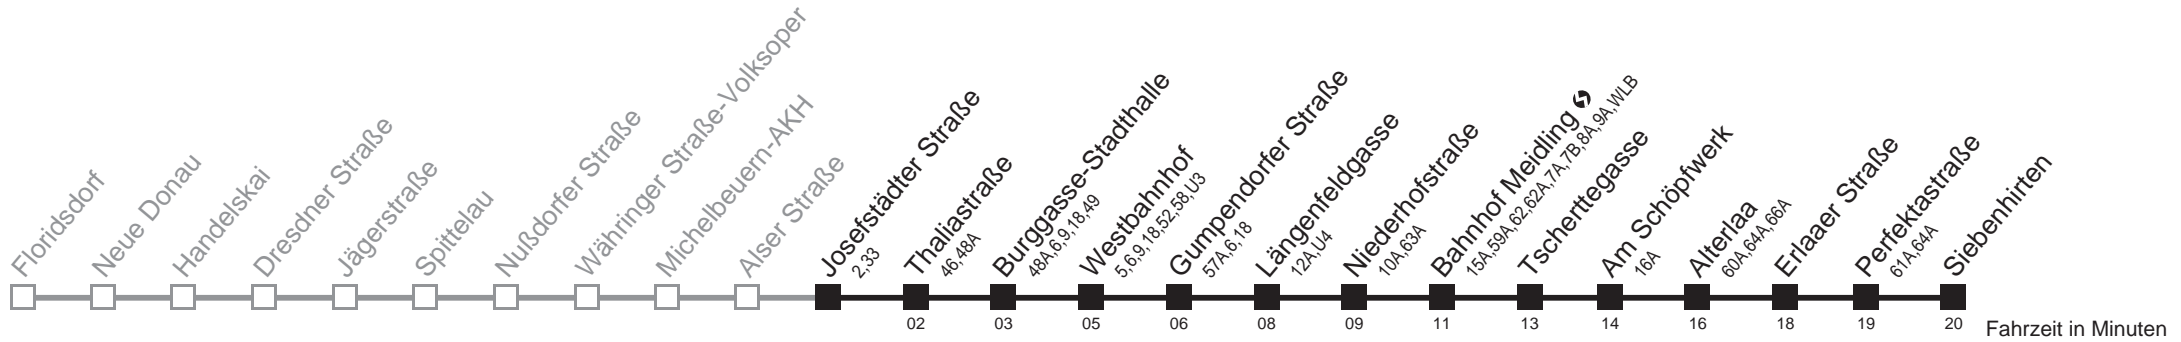 Floridsdorf
Neue Donau
Handelskai
Dresdner Straße
Jägerstraße
Spittelau
Nußdorfer Straße
Währinger Straße-Volksoper
Michelbeuern-AKH
Alser Straße
Josefstädter Straße
2,33
Thaliastraße
46,48A
Burggasse-Stadthalle
48A,6,9,18,49
Westbahnhof
5,6,9,18,52,58,U3
Gumpendorfer Straße
57A,6,18
Längenfeldgasse
12A,U4
Niederhofstraße
10A,63A
Bahnhof Meidling
15A,59A,62,62A,7A,7B,8A,9A,WLB
Tscherttegasse
Am Schöpfwerk
16A
Alterlaa
60A,64A,66A
Erlaaer Straße
Perfektastraße
61A,64A
Siebenhirten
02 03 05 06 08 09 11 13 14 16 18 19 20 Fahrzeit in Minuten